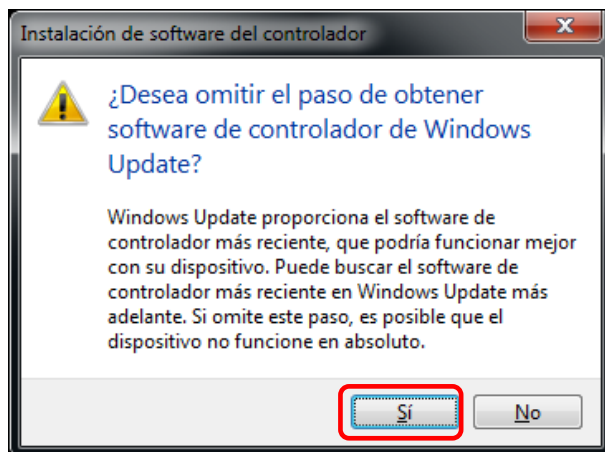 Instalación de software del controlador
¿Desea omitir el paso de obtener
software de controlador de Windows
Update?
Windows Update proporciona el software de
controlador más reciente, que podría funcionar mejor
con su dispositivo. Puede buscar el software de
controlador más reciente en Windows Update más
adelante. Si omite este paso, es posible que el
dispositivo no funcione en absoluto.
Sí
No